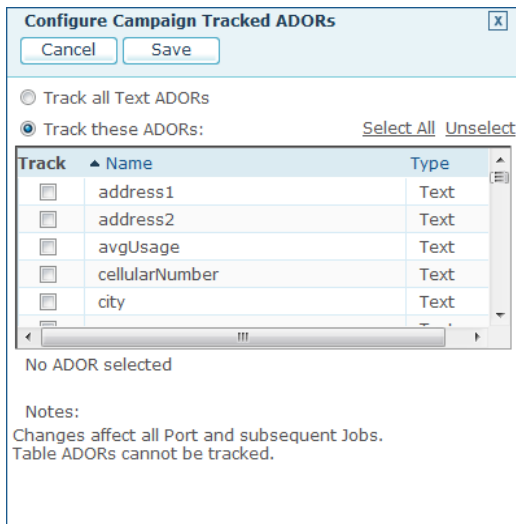 Configure Campaign Tracked ADORs X
Cancel Save
Track all Text ADORs
Track these ADORs: Select All Unselect
Track Name Type
address1 Text
address2 Text
avgUsage Text
cellularNumber Text
city Text
No ADOR selected
Notes:
Changes affect all Port and subsequent Jobs.
Table ADORs cannot be tracked.